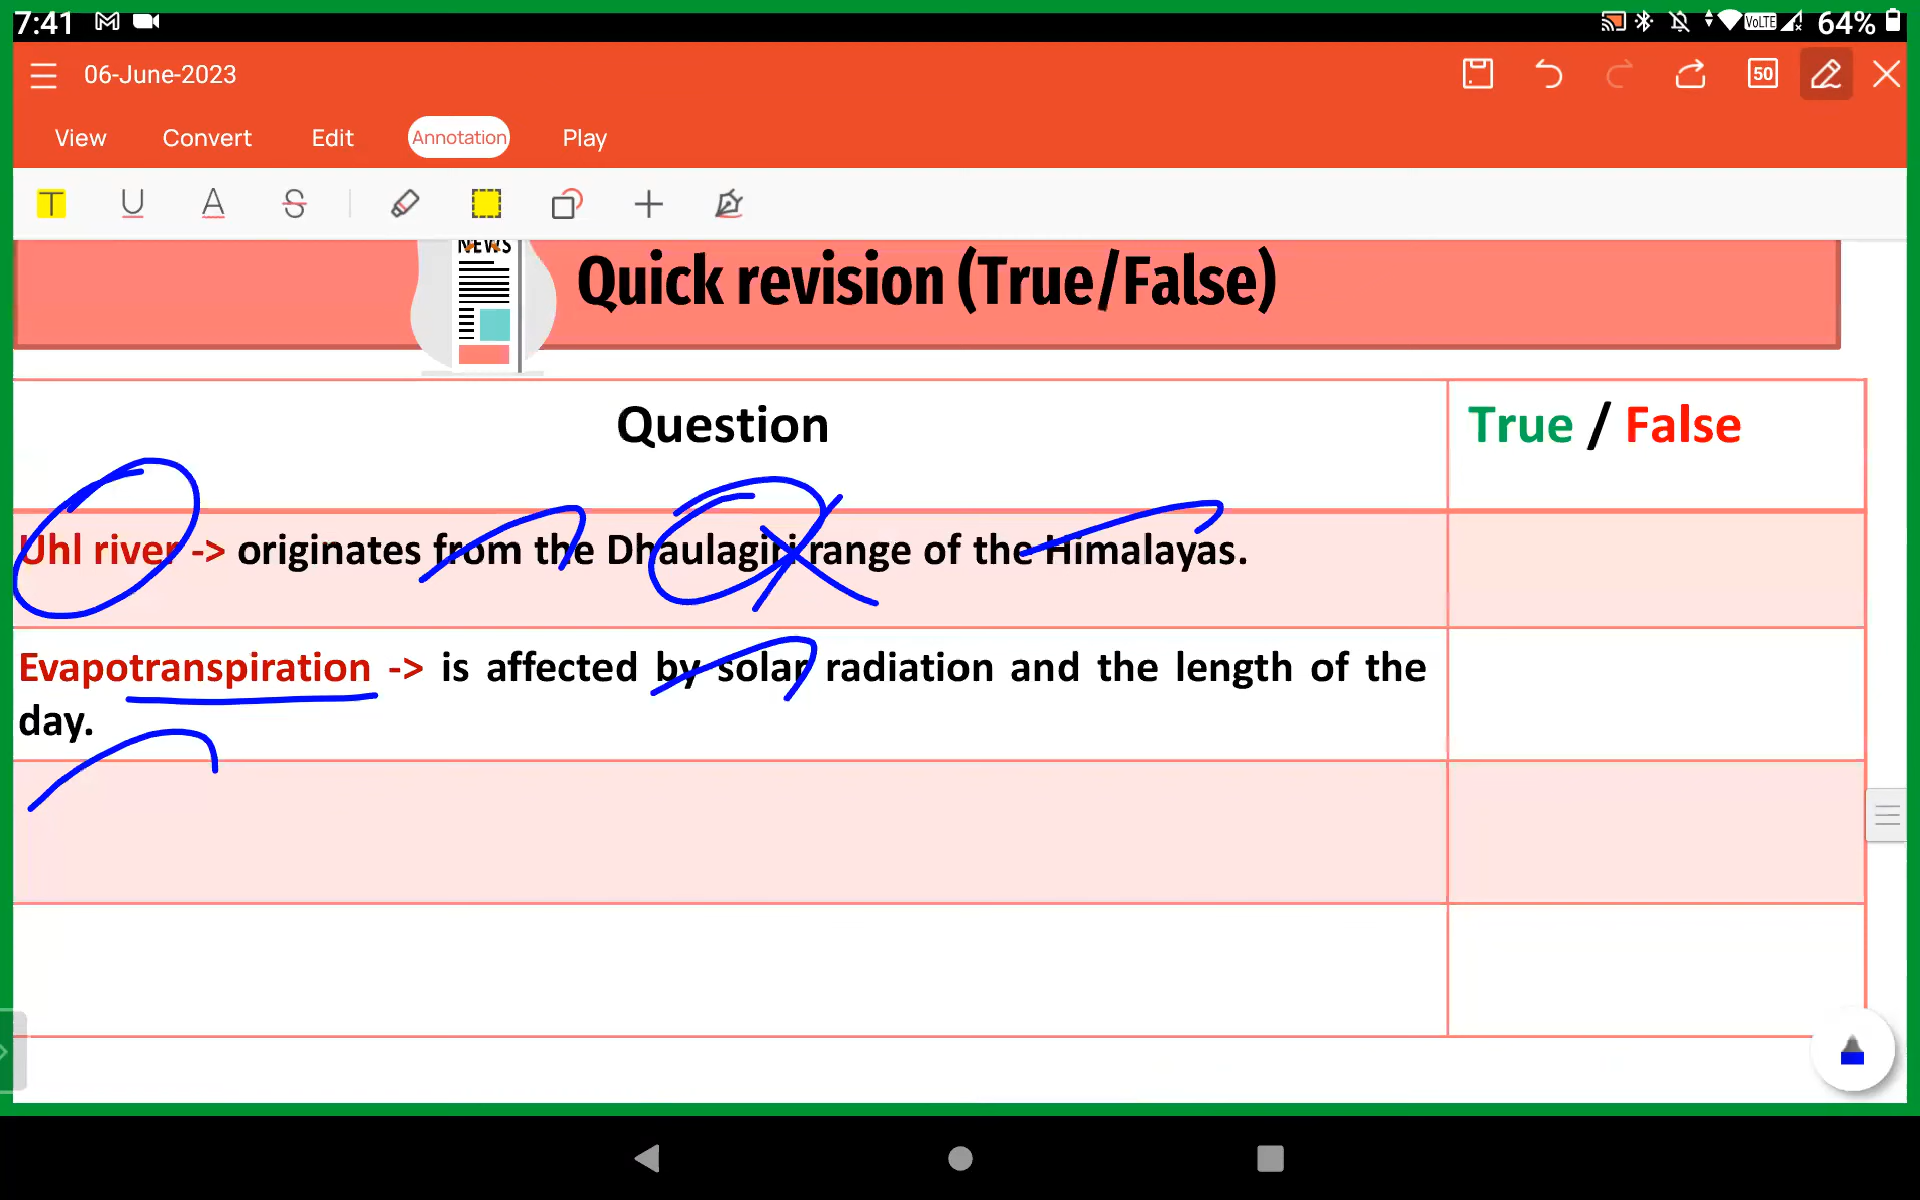 7:41
VoLTE
64%
06-June-2023
50
View Convert Edit Annotation Play
T U A S
NEWS
Quick revision (True/False)
Question True / False
Uhl river -> originates from the Dhaulagiri range of the Himalayas.
Evapotranspiration -> is affected by solar radiation and the length of the
day.